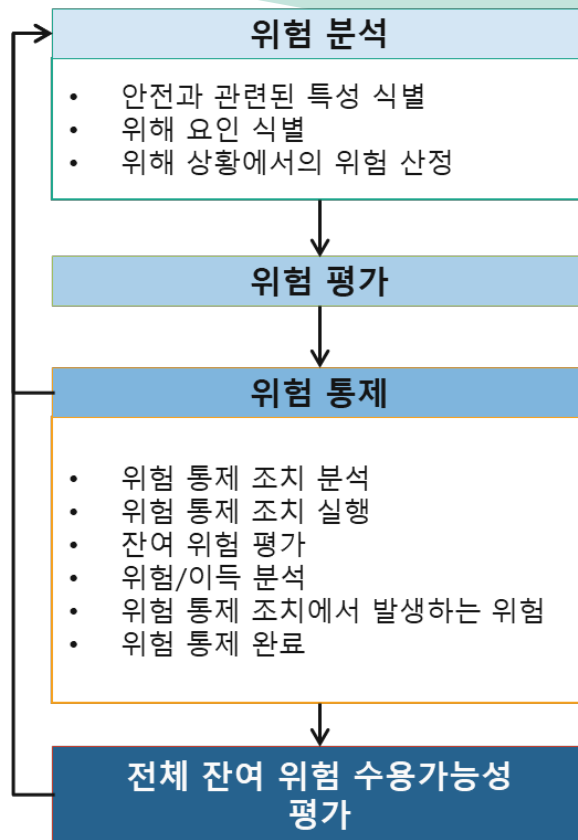 위험 분석
• 안전과 관련된 특성 식별
• 위해 요인 식별
• 위해 상황에서의 위험 산정
위험 평가
위험 통제
• 위험 통제 조치 분석
• 위험 통제 조치 실행
• 잔여 위험 평가
• 위험/이득 분석
• 위험 통제 조치에서 발생하는 위험
• 위험 통제 완료
전체 잔여 위험 수용가능성
평가